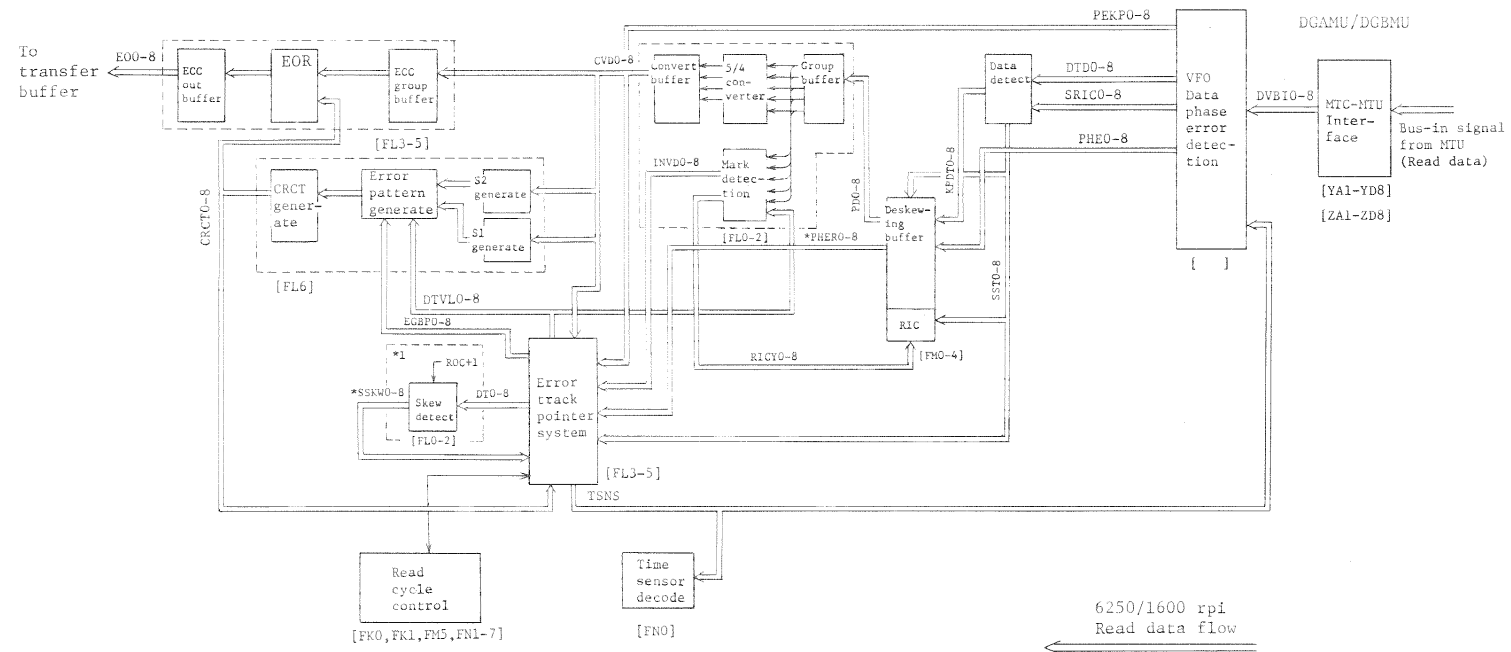 DGAMU/DGBMU
To
transfer
buffer
EO0-8
ECC
out
buffer
EOR
ECC
group
buffer
[FL3-5]
CVD0-8
Convert
buffer
5/4
con-
verter
Group
buffer
PEKP0-8
Data
detect
DTD0-8
SRIC0-8
PHE0-8
VFO
Data
phase
error
detec-
tion
[ ]
DVBI0-8
MTC-MTU
Inter-
face
[YA1-YD8]
[ZA1-ZD8]
Bus-in signal
from MTU
(Read data)
CRCT0-8
CRCT
gener-
ate
Error
pattern
generate
S2
generate
S1
generate
[FL6]
INVD0-8
Mark
detec-
tion
[FL0-2]
PD0-8
KPDT0-8
*PHER0-8
Deskew-
ing
buffer
RIC
[FM0-4]
SST0-8
DTVL0-8
EGBP0-8
RICY0-8
*1
ROC+1
*SSKW0-8
Skew
detect
[FL0-2]
DT0-8
Error
track
pointer
system
[FL3-5]
TSNS
Read
cycle
control
[FK0,FK1,FM5,FN1-7]
Time
sensor
decode
[FN0]
6250/1600 rpi
Read data flow